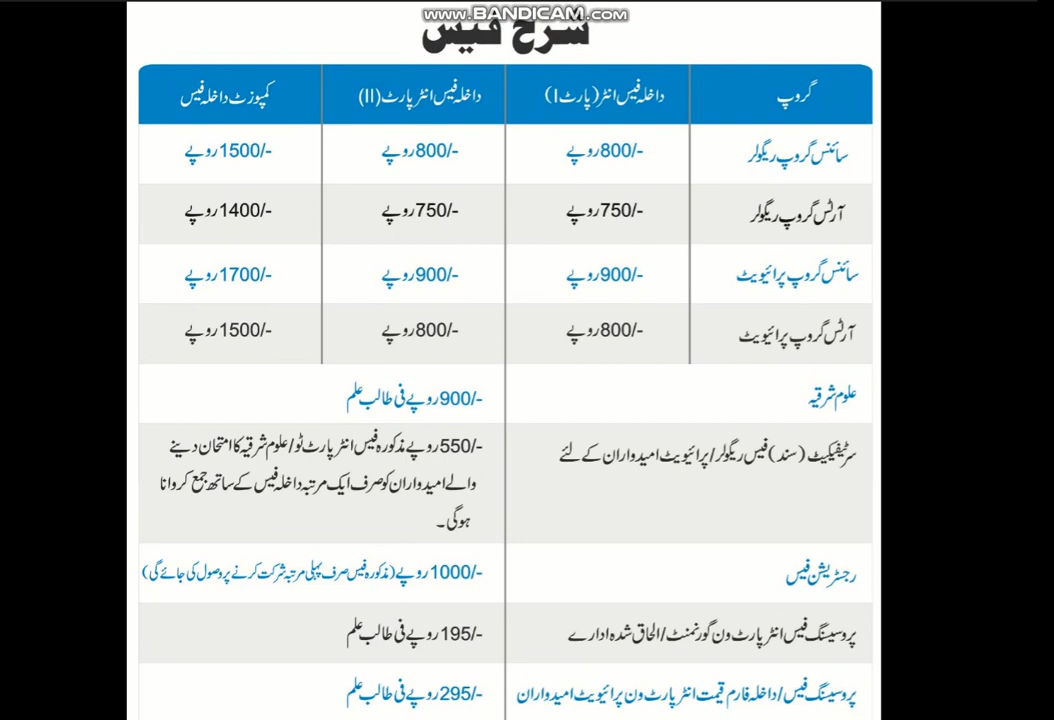 www.BANDICAM.com
شرح فیس
گروپ داخلہ فیس انٹر (پارٹ I) داخلہ فیس انٹر پارٹ (II) کمپوزٹ داخلہ فیس
سائنس گروپ ریگولر 800/- روپے 800/- روپے 1500/- روپے
آرٹس گروپ ریگولر 750/- روپے 750/- روپے 1400/- روپے
سائنس گروپ پرائیویٹ 900/- روپے 900/- روپے 1700/- روپے
آرٹس گروپ پرائیویٹ 800/- روپے 800/- روپے 1500/- روپے
علوم شرقیہ 900/- روپے فی طالب علم
سرٹیفکیٹ (سند) فیس ریگولر/پرائیویٹ امیدواران کے لئے 550/- روپے مذکورہ فیس انٹر پارٹ ٹو/علوم شرقیہ کا امتحان دینے
والے امیدواران کو صرف ایک مرتبہ داخلہ فیس کے ساتھ جمع کروانا
ہوگی۔
رجسٹریشن فیس 1000/- روپے (مذکورہ فیس صرف پہلی مرتبہ شرکت کرنے پر وصول کی جائے گی)
پروسیسنگ فیس انٹر پارٹ ون گورنمنٹ/الحاق شدہ ادارے 195/- روپے فی طالب علم
پروسیسنگ فیس/داخلہ فارم قیمت انٹر پارٹ ون پرائیویٹ امیدواران 295/- روپے فی طالب علم